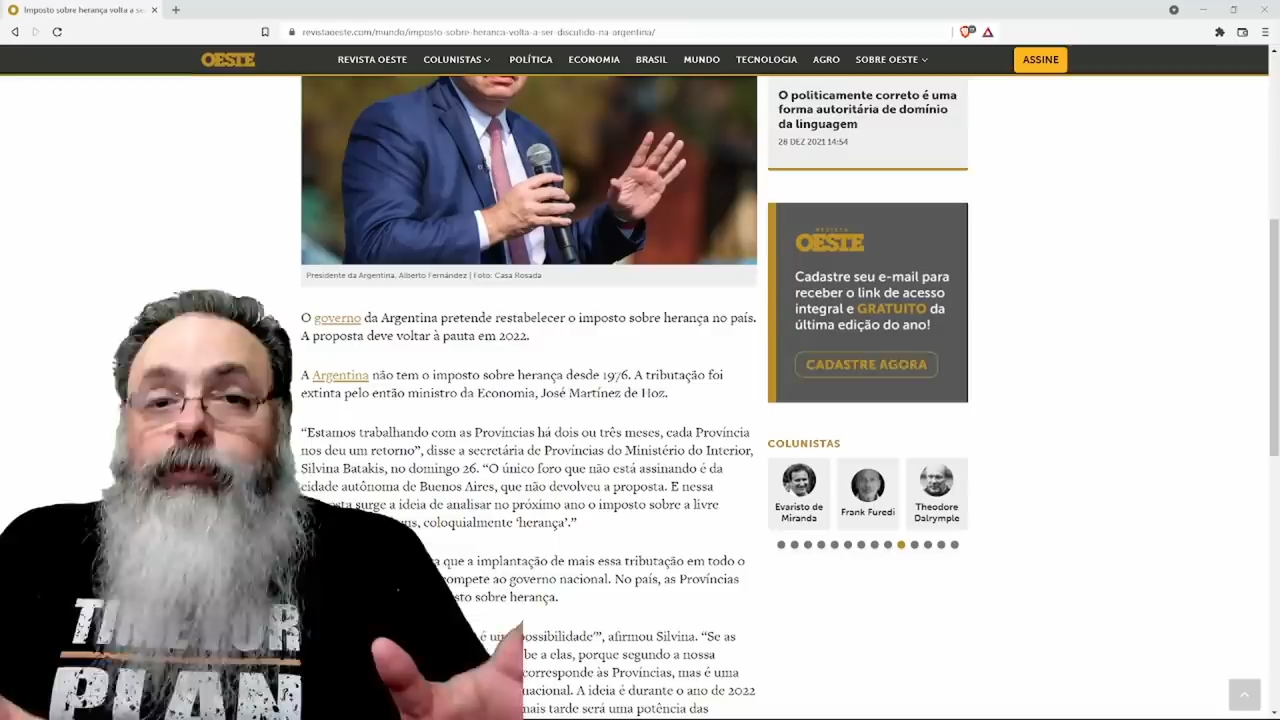 Imposto sobre herança volta a se
revistaoeste.com/mundo/imposto-sobre-heranca-volta-a-ser-discutido-na-argentina/
OESTE
REVISTA OESTE COLUNISTAS POLÍTICA ECONOMIA BRASIL MUNDO TECNOLOGIA AGRO SOBRE OESTE ASSINE
Presidente da Argentina, Alberto Fernández | Foto: Casa Rosada
O governo da Argentina pretende restabelecer o imposto sobre herança no país.
A proposta deve voltar à pauta em 2022.
A Argentina não tem o imposto sobre herança desde 1976. A tributação foi
extinta pelo então ministro da Economia, José Martínez de Hoz.
“Estamos trabalhando com as Províncias há dois ou três meses, cada Província
nos deu um retorno”, disse a secretária de Províncias do Ministério do Interior,
Silvina Batakis, no domingo 26. “O único foro que não está assinando é da
cidade autônoma de Buenos Aires, que não devolveu a proposta. E nessa
surge a ideia de analisar no próximo ano o imposto sobre a livre
coloquialmente ‘herança’.”
que a implantação de mais essa tributação em todo o
compete ao governo nacional. No país, as Províncias
sobre herança.
possibilidade’”, afirmou Silvina. “Se as
a elas, porque segundo a nossa
corresponde às Províncias, mas é uma
nacional. A ideia é durante o ano de 2022
mais tarde será uma potência das
O politicamente correto é uma
forma autoritária de domínio
da linguagem
28 DEZ 2021 14:54
REVISTA
OESTE
Cadastre seu e-mail para
receber o link de acesso
integral e GRATUITO da
última edição do ano!
CADASTRE AGORA
COLUNISTAS
Evaristo de
Miranda
Frank Furedi
Theodore
Dalrymple
PLAN